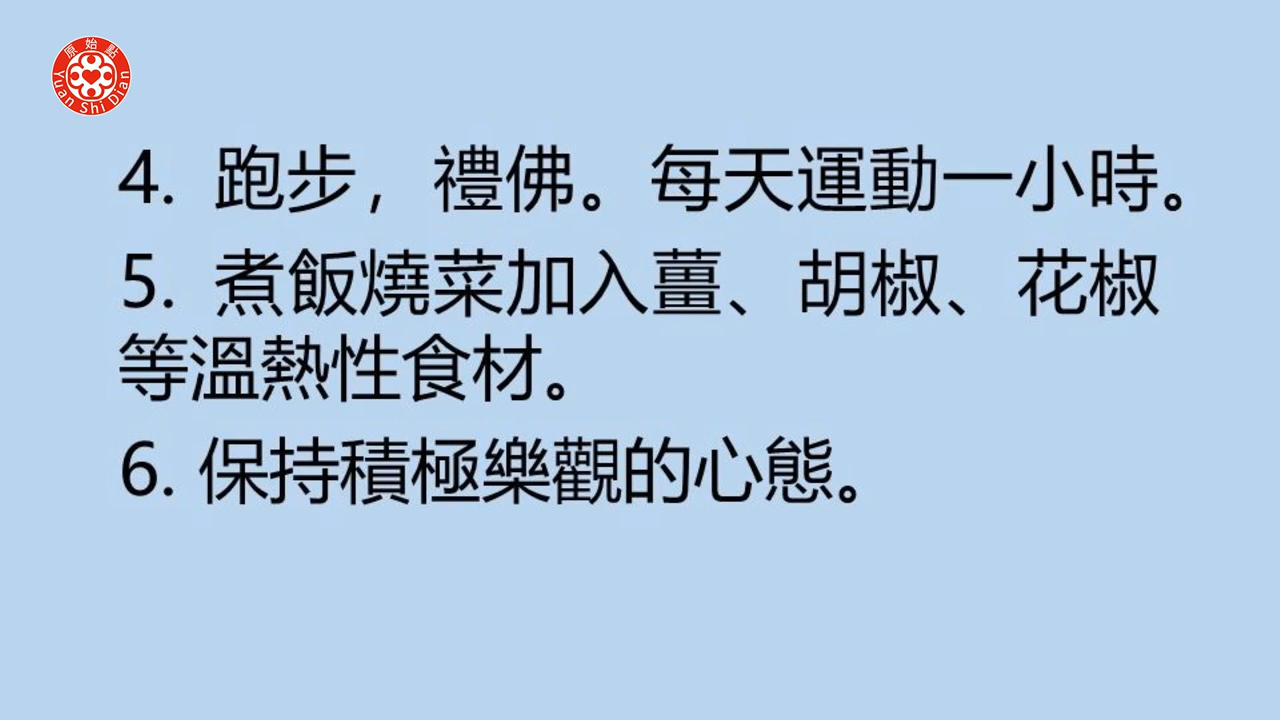 原始點
Yuan Shi Dian
4. 跑步，禮佛。每天運動一小時。
5. 煮飯燒菜加入薑、胡椒、花椒
等溫熱性食材。
6. 保持積極樂觀的心態。